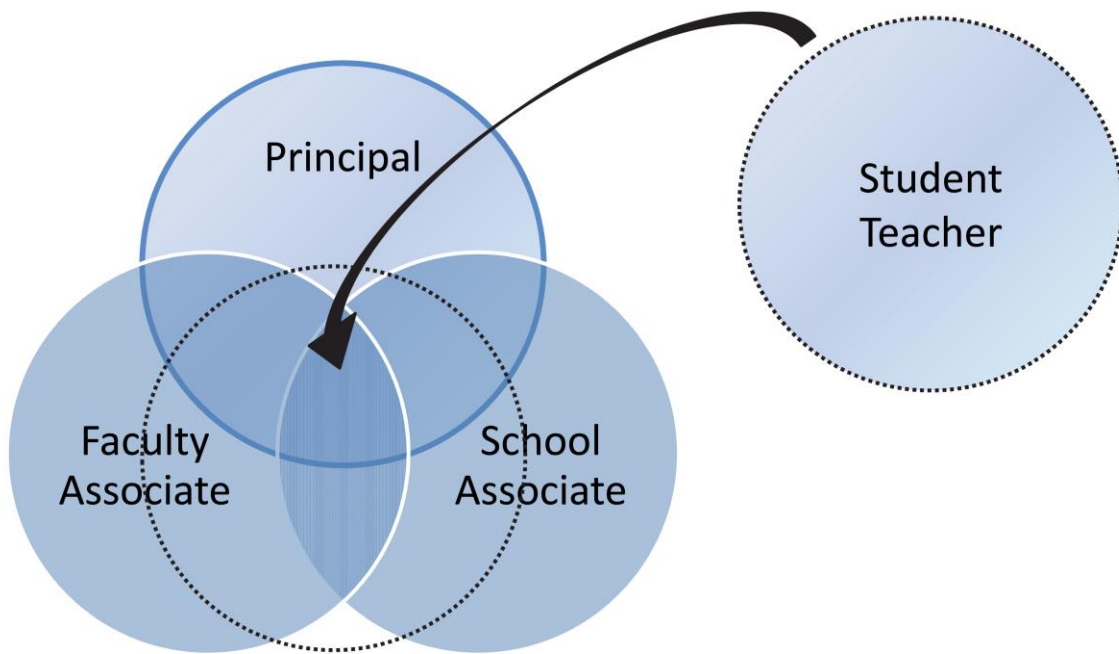 Principal
Student
Teacher
Faculty
Associate
School
Associate